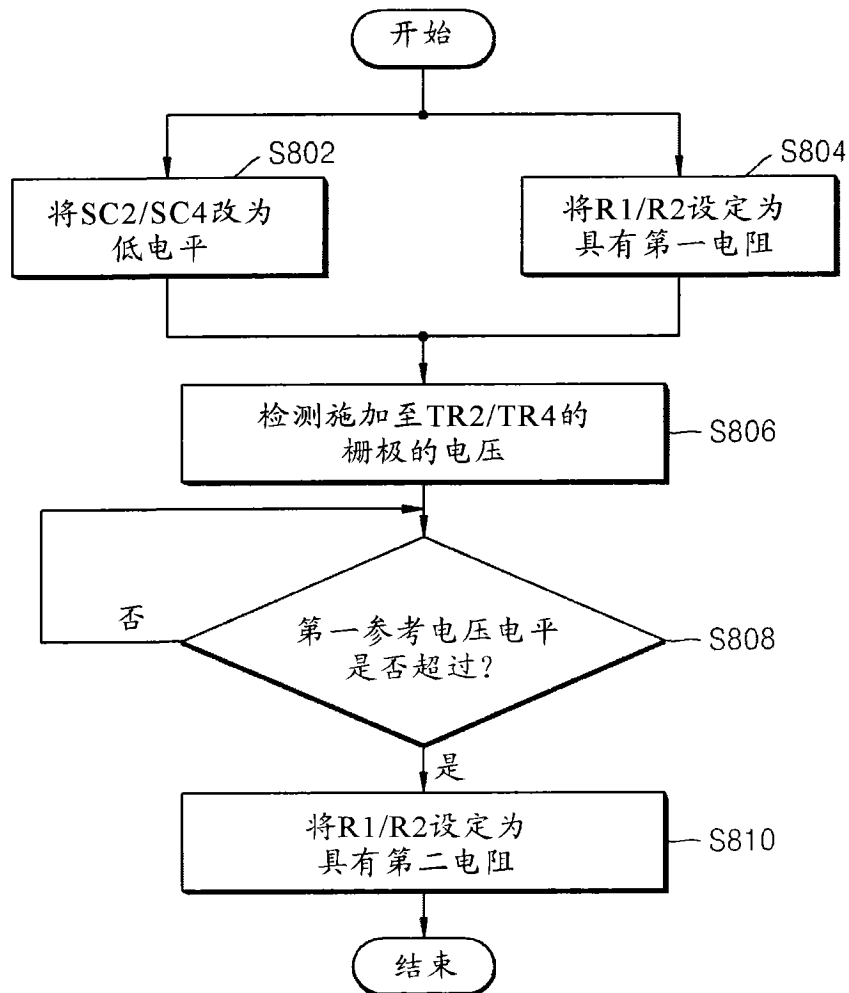 开始
S802
将SC2/SC4改为
低电平
S804
将R1/R2设定为
具有第一电阻
检测施加至TR2/TR4的
栅极的电压
S806
否
第一参考电压电平
是否超过?
S808
是
将R1/R2设定为
具有第二电阻
S810
结束